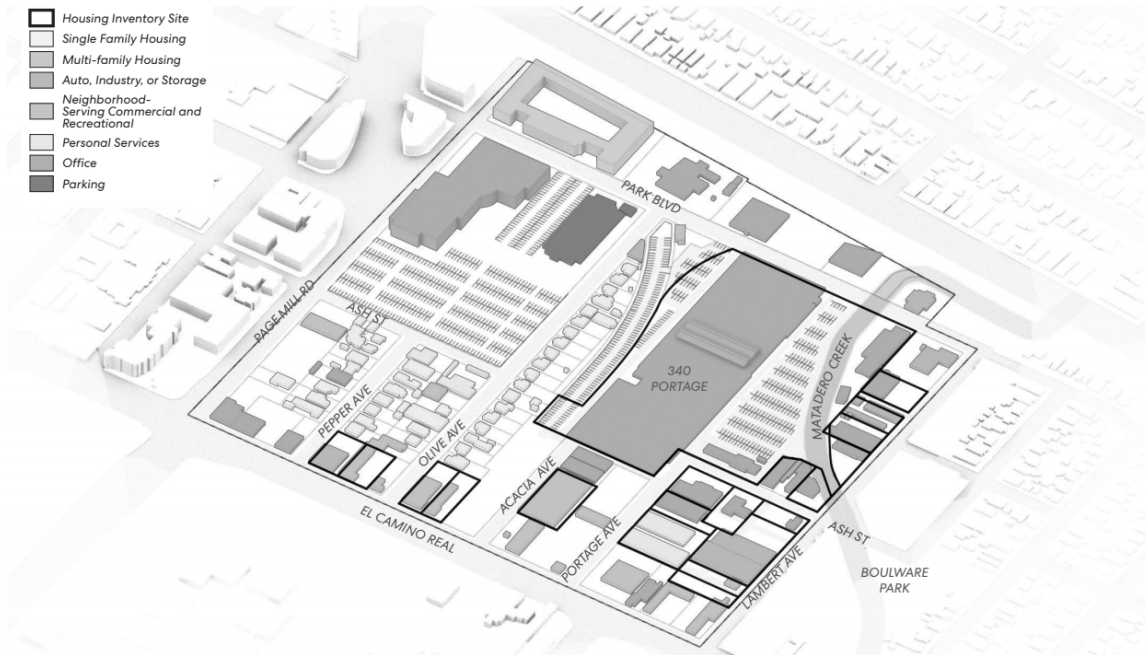 Housing Inventory Site
Single Family Housing
Multi-family Housing
Auto, Industry, or Storage
Neighborhood-
Serving Commercial and
Recreational
Personal Services
Office
Parking
PARK BLVD
PAGE MILL RD
ASH ST
340
PORTAGE
MATADERO CREEK
PEPPER AVE
OLIVE AVE
ACACIA AVE
EL CAMINO REAL
PORTAGE AVE
ASH ST
LAMBERT AVE
BOULWARE
PARK